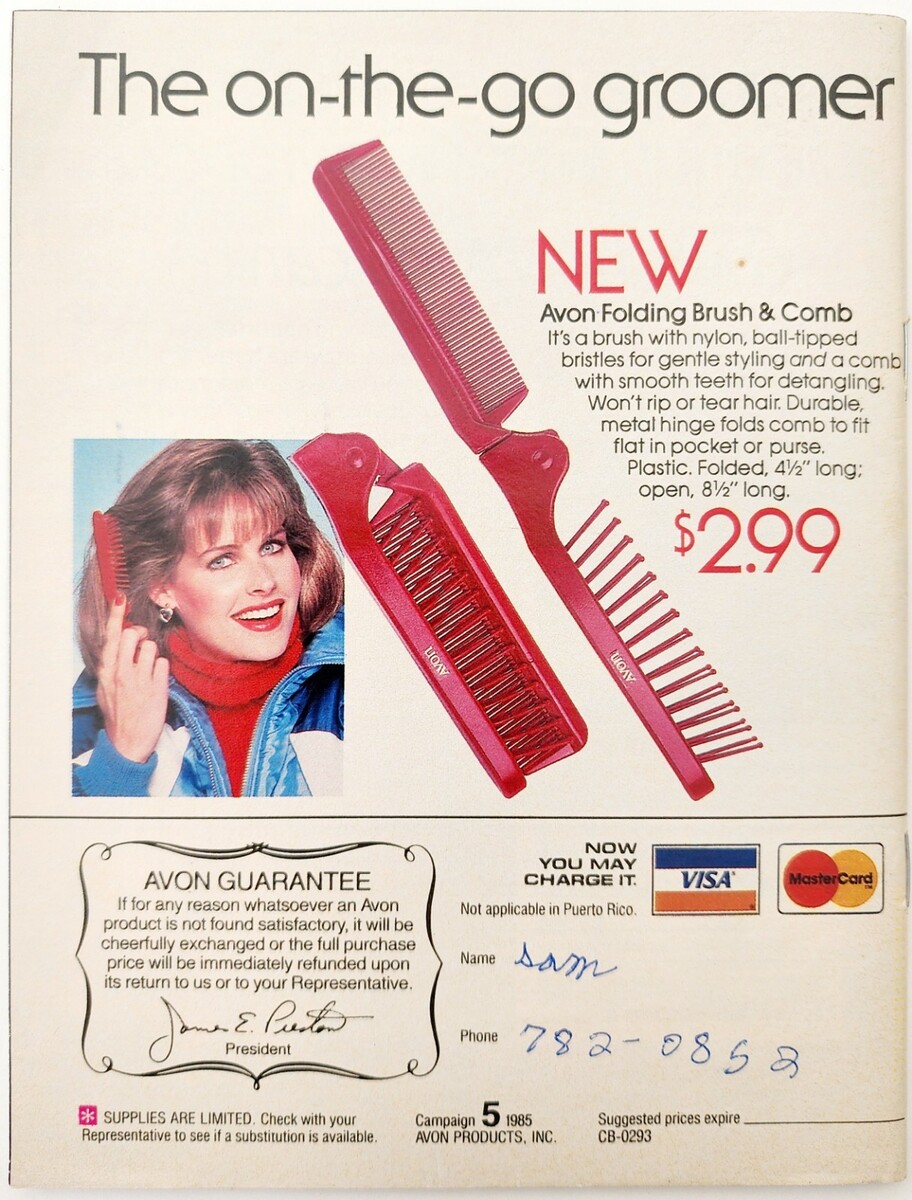 The on-the-go groomer
NEW
Avon Folding Brush & Comb
It's a brush with nylon, ball-tipped
bristles for gentle styling and a comb
with smooth teeth for detangling.
Won't rip or tear hair. Durable,
metal hinge folds comb to fit
flat in pocket or purse.
Plastic. Folded, 4½" long;
open, 8½" long.
$2.99
AVON
AVON
AVON GUARANTEE
If for any reason whatsoever an Avon
product is not found satisfactory, it will be
cheerfully exchanged or the full purchase
price will be immediately refunded upon
its return to us or to your Representative.
James E. Preston
President
NOW
YOU MAY
CHARGE IT.
Not applicable in Puerto Rico.
VISA
MasterCard
Name Sam
Phone 782-0852
* SUPPLIES ARE LIMITED. Check with your
Representative to see if a substitution is available.
Campaign 5 1985
AVON PRODUCTS, INC.
Suggested prices expire
CB-0293